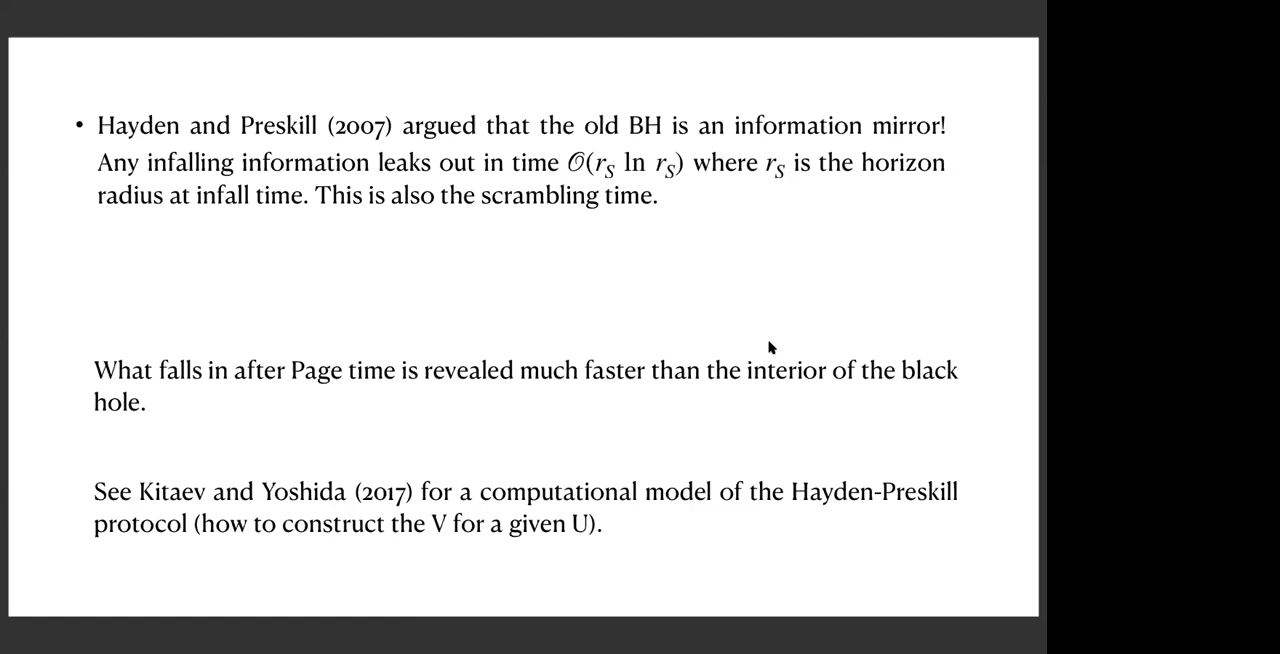 • Hayden and Preskill (2007) argued that the old BH is an information mirror!
Any infalling information leaks out in time 𝒪(r_S ln r_S) where r_S is the horizon
radius at infall time. This is also the scrambling time.
What falls in after Page time is revealed much faster than the interior of the black
hole.
See Kitaev and Yoshida (2017) for a computational model of the Hayden-Preskill
protocol (how to construct the V for a given U).